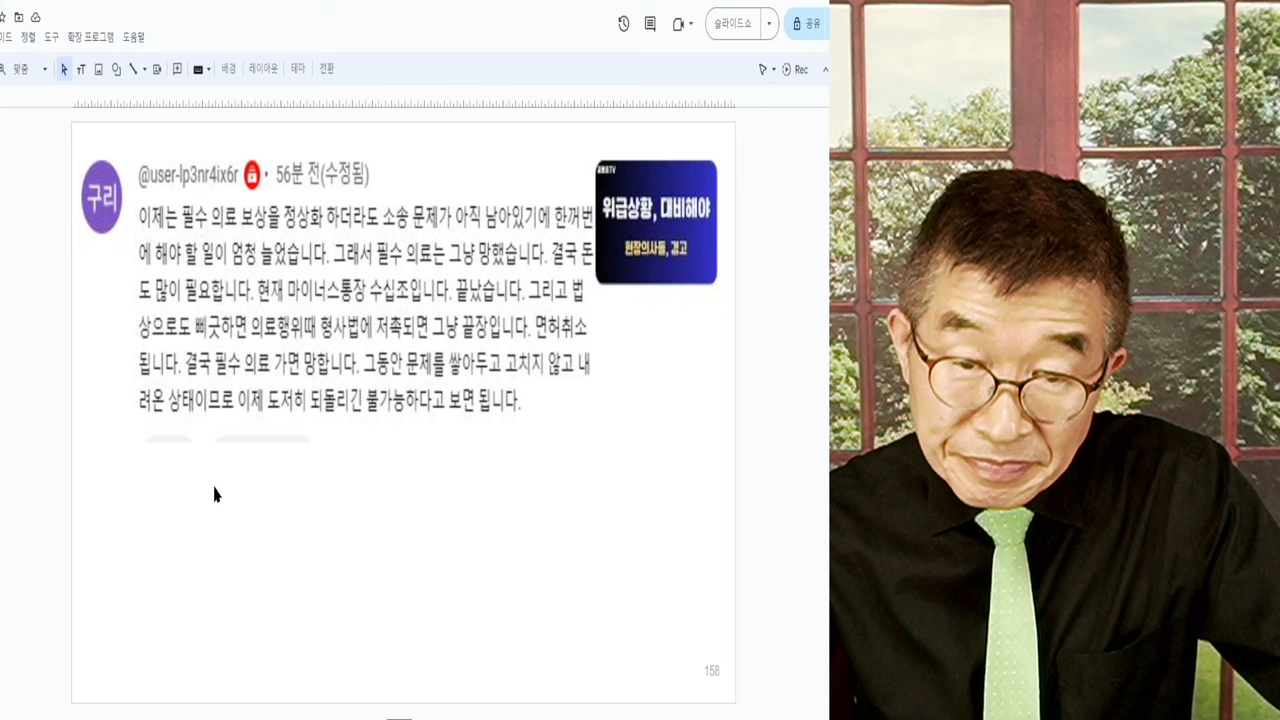 이드 정렬 도구 확장 프로그램 도움말
슬라이드쇼
공유
맞춤
배경 레이아웃 테마 전환
Rec
구리
@user-lp3nr4ix6r • 56분 전(수정됨)
이제는 필수 의료 보상을 정상화 하더라도 소송 문제가 아직 남아있기에 한꺼번
에 해야 할 일이 엄청 늘었습니다. 그래서 필수 의료는 그냥 망했습니다. 결국 돈
도 많이 필요합니다. 현재 마이너스통장 수십조입니다. 끝났습니다. 그리고 법
상으로도 삐긋하면 의료행위때 형사법에 저촉되면 그냥 끝장입니다. 면허취소
됩니다. 결국 필수 의료 가면 망합니다. 그동안 문제를 쌓아두고 고치지 않고 내
려온 상태이므로 이제 도저히 되돌리긴 불가능하다고 보면 됩니다.
위급상황, 대비해야
현장의사들, 경고
158